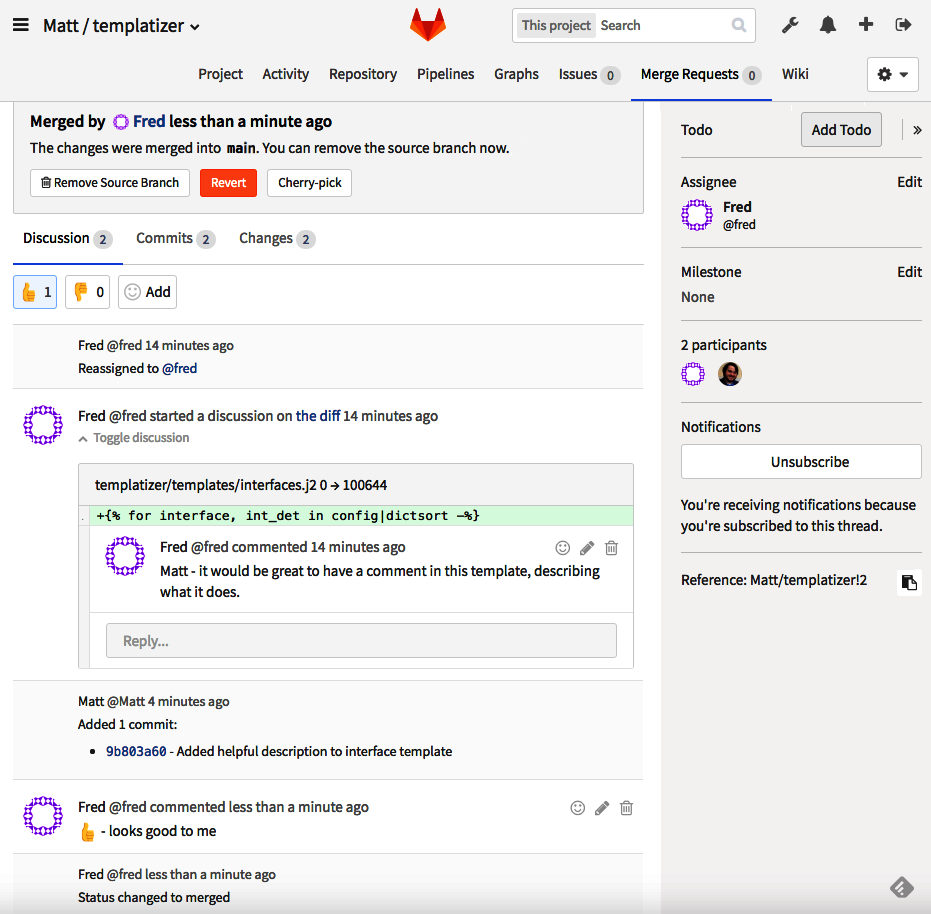 Matt / templatizer
This project Search
Project Activity Repository Pipelines Graphs Issues 0 Merge Requests 0 Wiki
Merged by Fred less than a minute ago
The changes were merged into main. You can remove the source branch now.
Remove Source Branch Revert Cherry-pick
Discussion 2 Commits 2 Changes 2
1 0 Add
Fred @fred 14 minutes ago
Reassigned to @fred
Fred @fred started a discussion on the diff 14 minutes ago
Toggle discussion
templatizer/templates/interfaces.j2 0 → 100644
. +{% for interface, int_det in config|dictsort -%}
Fred @fred commented 14 minutes ago
Matt - it would be great to have a comment in this template, describing
what it does.
Reply...
Matt @Matt 4 minutes ago
Added 1 commit:
• 9b803a60 - Added helpful description to interface template
Fred @fred commented less than a minute ago
👍 - looks good to me
Fred @fred less than a minute ago
Status changed to merged
Todo Add Todo »
Assignee Edit
Fred
@fred
Milestone Edit
None
2 participants
Notifications
Unsubscribe
You're receiving notifications because
you're subscribed to this thread.
Reference: Matt/templatizer!2